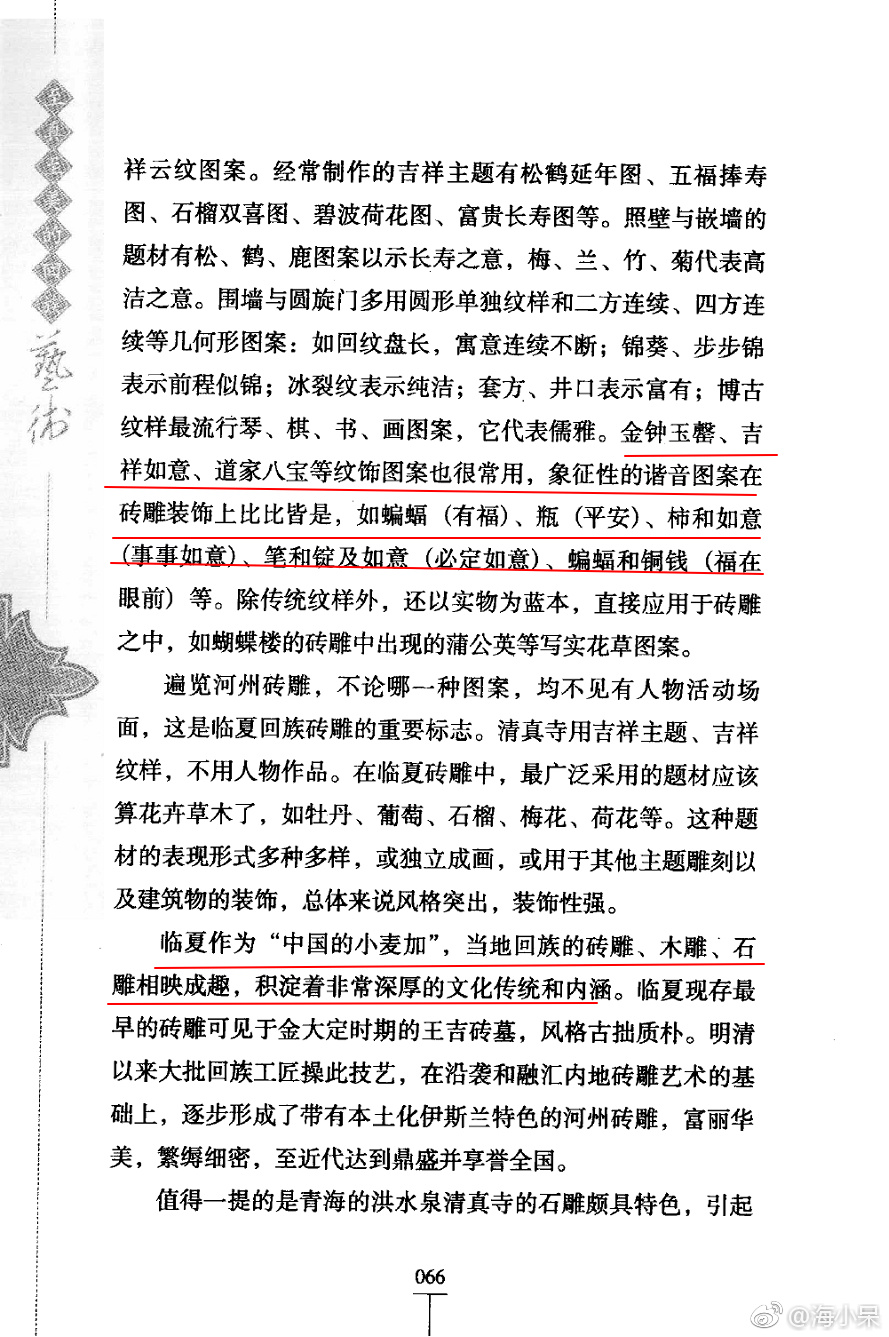 至真至美的回族
藝術
祥云纹图案。经常制作的吉祥主题有松鹤延年图、五福捧寿
图、石榴双喜图、碧波荷花图、富贵长寿图等。照壁与嵌墙的
题材有松、鹤、鹿图案以示长寿之意，梅、兰、竹、菊代表高
洁之意。围墙与圆旋门多用圆形单独纹样和二方连续、四方连
续等几何形图案：如回纹盘长，寓意连续不断；锦葵、步步锦
表示前程似锦；冰裂纹表示纯洁；套方、井口表示富有；博古
纹样最流行琴、棋、书、画图案，它代表儒雅。金钟玉罄、吉
祥如意、道家八宝等纹饰图案也很常用，象征性的谐音图案在
砖雕装饰上比比皆是，如蝙蝠（有福）、瓶（平安）、柿和如意
（事事如意）、笔和锭及如意（必定如意）、蝙蝠和铜钱（福在
眼前）等。除传统纹样外，还以实物为蓝本，直接应用于砖雕
之中，如蝴蝶楼的砖雕中出现的蒲公英等写实花草图案。
遍览河州砖雕，不论哪一种图案，均不见有人物活动场
面，这是临夏回族砖雕的重要标志。清真寺用吉祥主题、吉祥
纹样，不用人物作品。在临夏砖雕中，最广泛采用的题材应该
算花卉草木了，如牡丹、葡萄、石榴、梅花、荷花等。这种题
材的表现形式多种多样，或独立成画，或用于其他主题雕刻以
及建筑物的装饰，总体来说风格突出，装饰性强。
临夏作为“中国的小麦加”，当地回族的砖雕、木雕、石
雕相映成趣，积淀着非常深厚的文化传统和内涵。临夏现存最
早的砖雕可见于金大定时期的王吉砖墓，风格古拙质朴。明清
以来大批回族工匠操此技艺，在沿袭和融汇内地砖雕艺术的基
础上，逐步形成了带有本土化伊斯兰特色的河州砖雕，富丽华
美，繁缛细密，至近代达到鼎盛并享誉全国。
值得一提的是青海的洪水泉清真寺的石雕颇具特色，引起
066
@海小呆